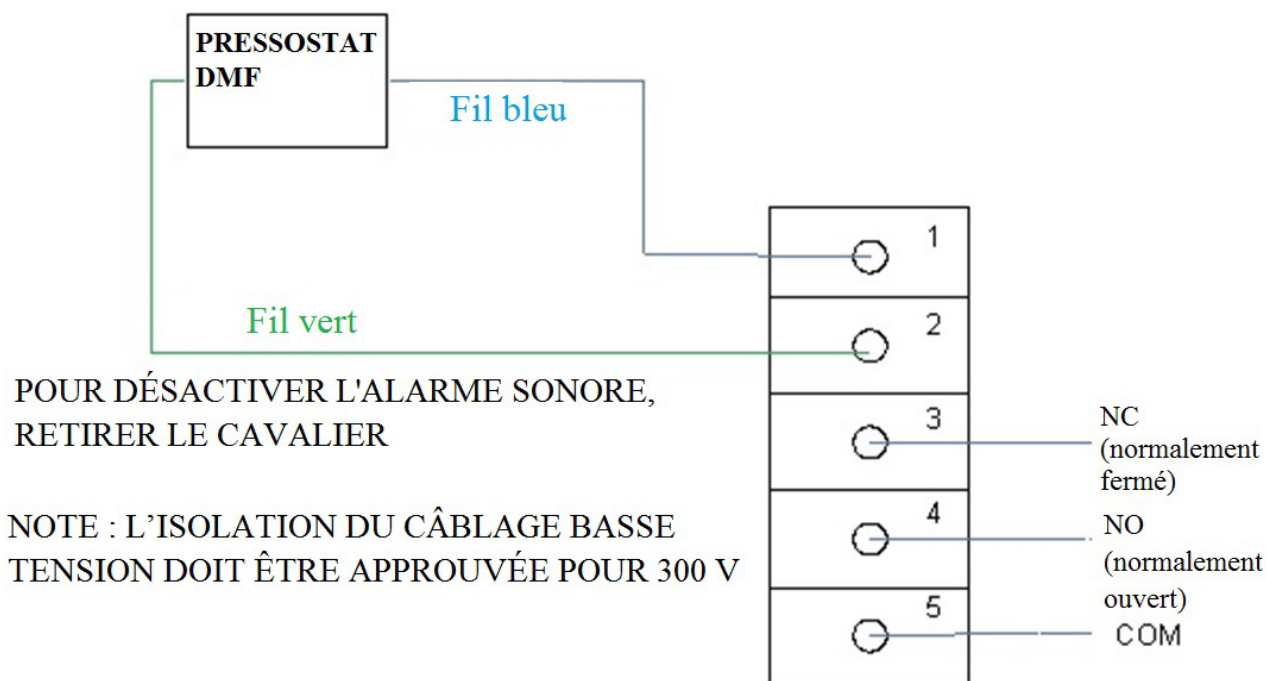 PRESSOSTAT
DMF
Fil bleu
1
Fil vert
2
POUR DÉSACTIVER L'ALARME SONORE,
RETIRER LE CAVALIER
3
NC
(normalement
fermé)
NOTE : L’ISOLATION DU CÂBLAGE BASSE
TENSION DOIT ÊTRE APPROUVÉE POUR 300 V
4
NO
(normalement
ouvert)
5
COM